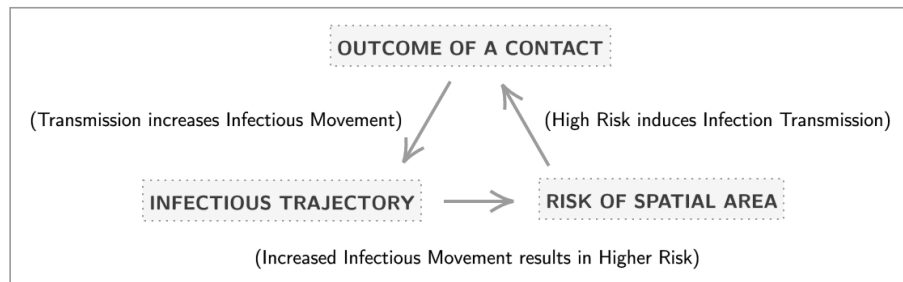 OUTCOME OF A CONTACT
(Transmission increases Infectious Movement)
(High Risk induces Infection Transmission)
INFECTIOUS TRAJECTORY
RISK OF SPATIAL AREA
(Increased Infectious Movement results in Higher Risk)